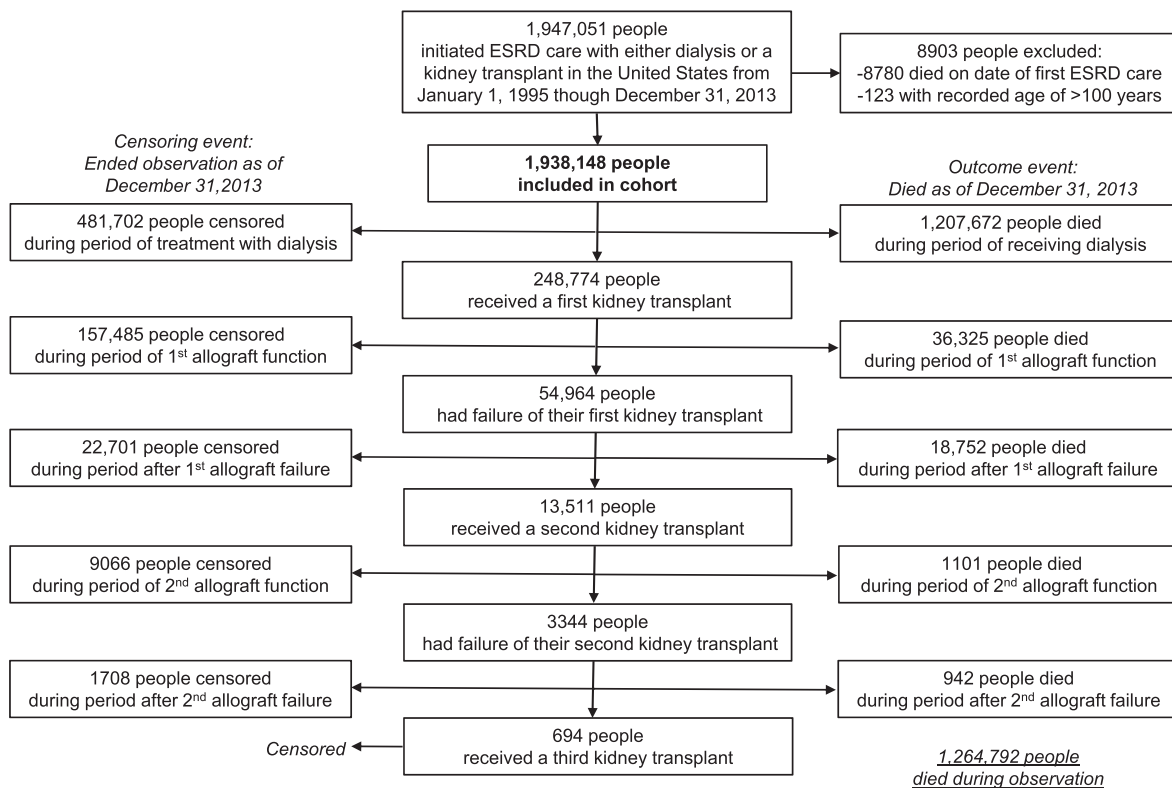 1,947,051 people
initiated ESRD care with either dialysis or a
kidney transplant in the United States from
January 1, 1995 though December 31, 2013
8903 people excluded:
-8780 died on date of first ESRD care
-123 with recorded age of >100 years
Censoring event:
Ended observation as of
December 31,2013
1,938,148 people
included in cohort
Outcome event:
Died as of December 31, 2013
481,702 people censored
during period of treatment with dialysis
1,207,672 people died
during period of receiving dialysis
248,774 people
received a first kidney transplant
157,485 people censored
during period of 1st allograft function
36,325 people died
during period of 1st allograft function
54,964 people
had failure of their first kidney transplant
22,701 people censored
during period after 1st allograft failure
18,752 people died
during period after 1st allograft failure
13,511 people
received a second kidney transplant
9066 people censored
during period of 2nd allograft function
1101 people died
during period of 2nd allograft function
3344 people
had failure of their second kidney transplant
1708 people censored
during period after 2nd allograft failure
942 people died
during period after 2nd allograft failure
694 people
received a third kidney transplant
Censored
1,264,792 people
died during observation